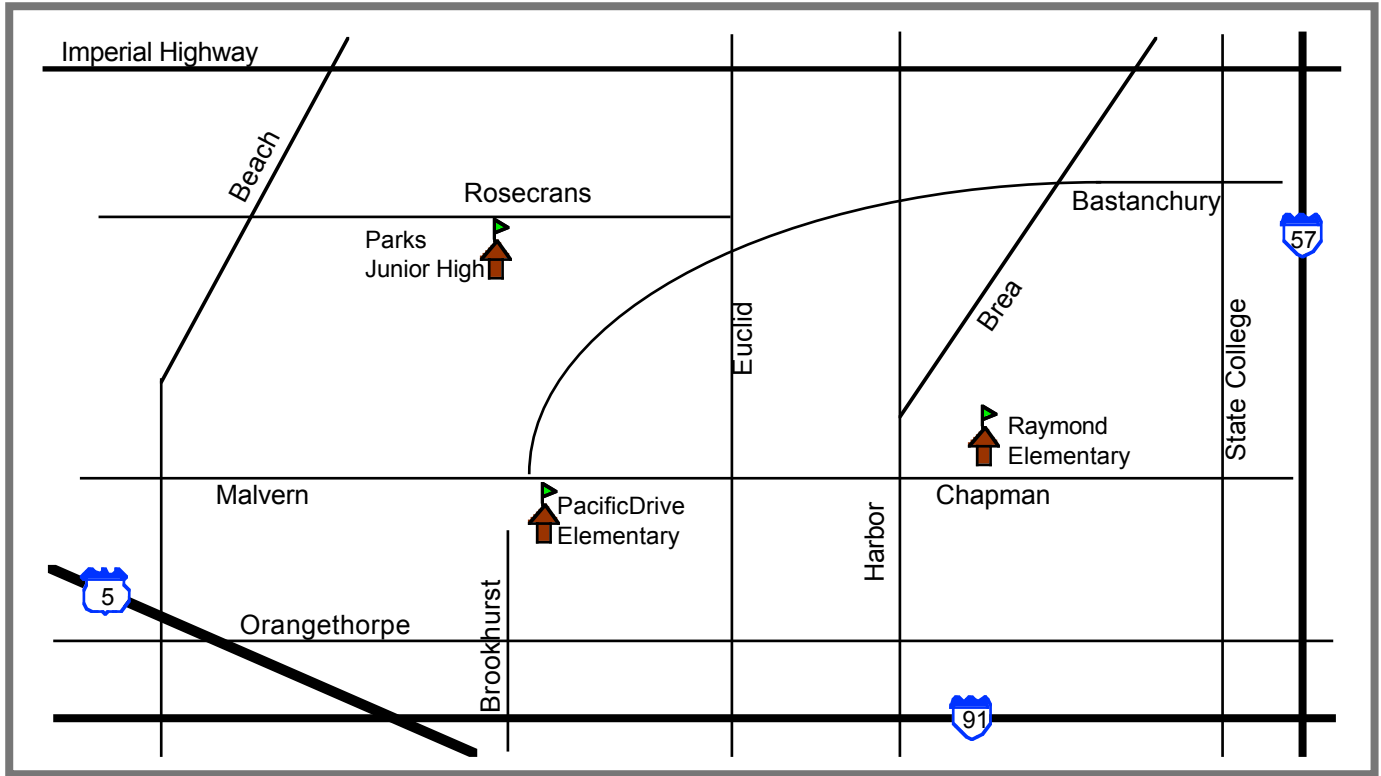 Imperial Highway
Beach
Rosecrans
Bastanchury
Parks
Junior High
57
Euclid
Brea
State College
Raymond
Elementary
Malvern
Chapman
PacificDrive
Elementary
Harbor
5
Orangethorpe
Brookhurst
91